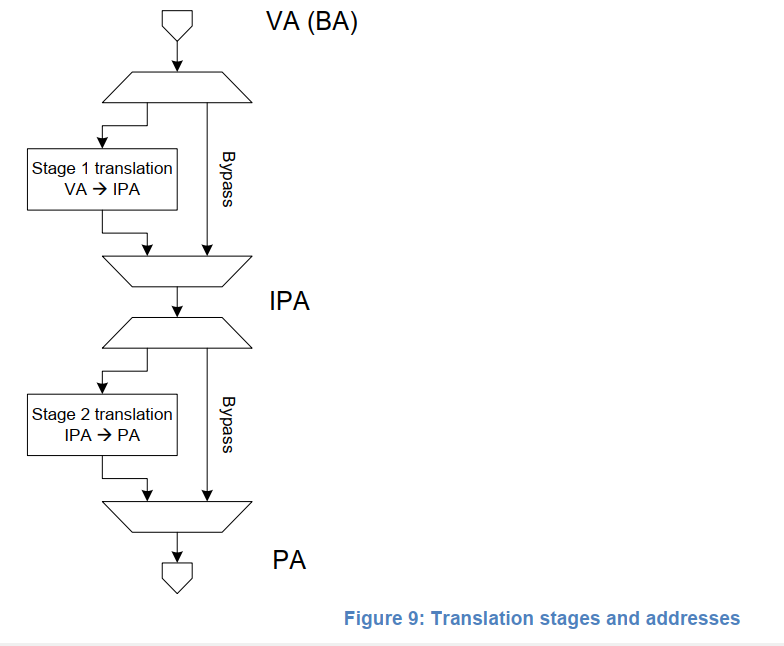 VA (BA)
Stage 1 translation
VA → IPA
Bypass
IPA
Stage 2 translation
IPA → PA
Bypass
PA
Figure 9: Translation stages and addresses